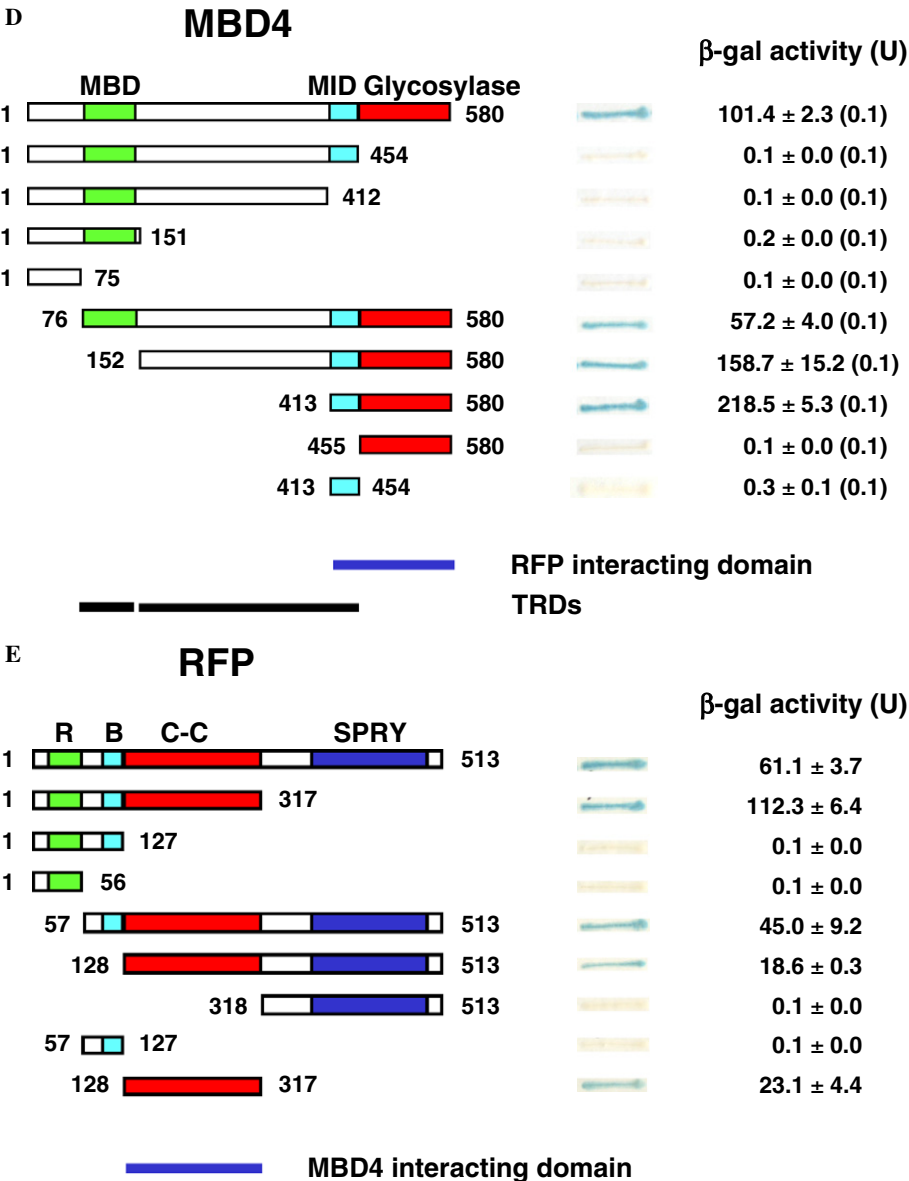 D
MBD4
β-gal activity (U)
MBD MID Glycosylase
1 580 101.4 ± 2.3 (0.1)
1 454 0.1 ± 0.0 (0.1)
1 412 0.1 ± 0.0 (0.1)
1 151 0.2 ± 0.0 (0.1)
1 75 0.1 ± 0.0 (0.1)
76 580 57.2 ± 4.0 (0.1)
152 580 158.7 ± 15.2 (0.1)
413 580 218.5 ± 5.3 (0.1)
455 580 0.1 ± 0.0 (0.1)
413 454 0.3 ± 0.1 (0.1)
RFP interacting domain
TRDs
E
RFP
β-gal activity (U)
R B C-C SPRY
1 513 61.1 ± 3.7
1 317 112.3 ± 6.4
1 127 0.1 ± 0.0
1 56 0.1 ± 0.0
57 513 45.0 ± 9.2
128 513 18.6 ± 0.3
318 513 0.1 ± 0.0
57 127 0.1 ± 0.0
128 317 23.1 ± 4.4
MBD4 interacting domain